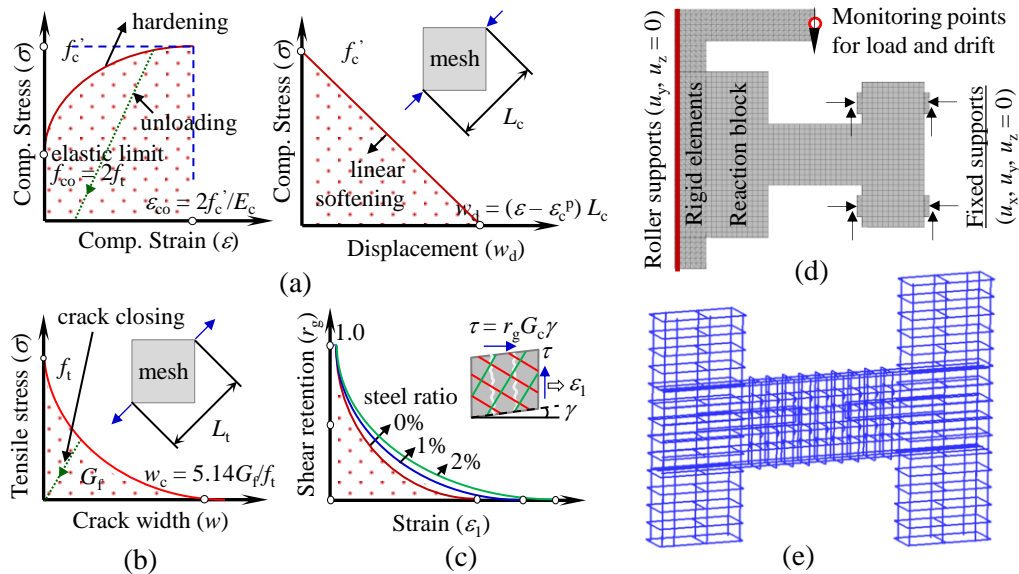 hardening
f_c'
unloading
elastic limit
f_co = 2f_t
ε_co = 2f_c'/E_c
Comp. Stress (σ)
Comp. Strain (ε)
f_c'
mesh
L_c
linear
softening
w_d = (ε − ε_c^p) L_c
Comp. Stress (σ)
Displacement (w_d)
(a)
crack closing
f_t
mesh
L_t
G_f
w_c = 5.14G_f/f_t
Tensile stress (σ)
Crack width (w)
(b)
1.0
τ = r_gG_cγ
τ
⇨ ε_1
γ
steel ratio
0%
1%
2%
Shear retention (r_g)
Strain (ε_1)
(c)
Monitoring points
for load and drift
Roller supports (u_y, u_z = 0)
Rigid elements
Reaction block
Fixed supports
(u_x, u_y, u_z = 0)
(d)
(e)